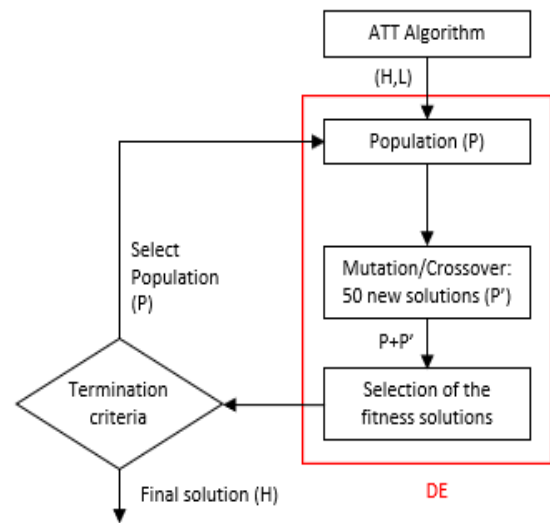 ATT Algorithm
(H,L)
Population (P)
Select
Population
(P)
Mutation/Crossover:
50 new solutions (P’)
P+P’
Termination
criteria
Selection of the
fitness solutions
Final solution (H)
DE